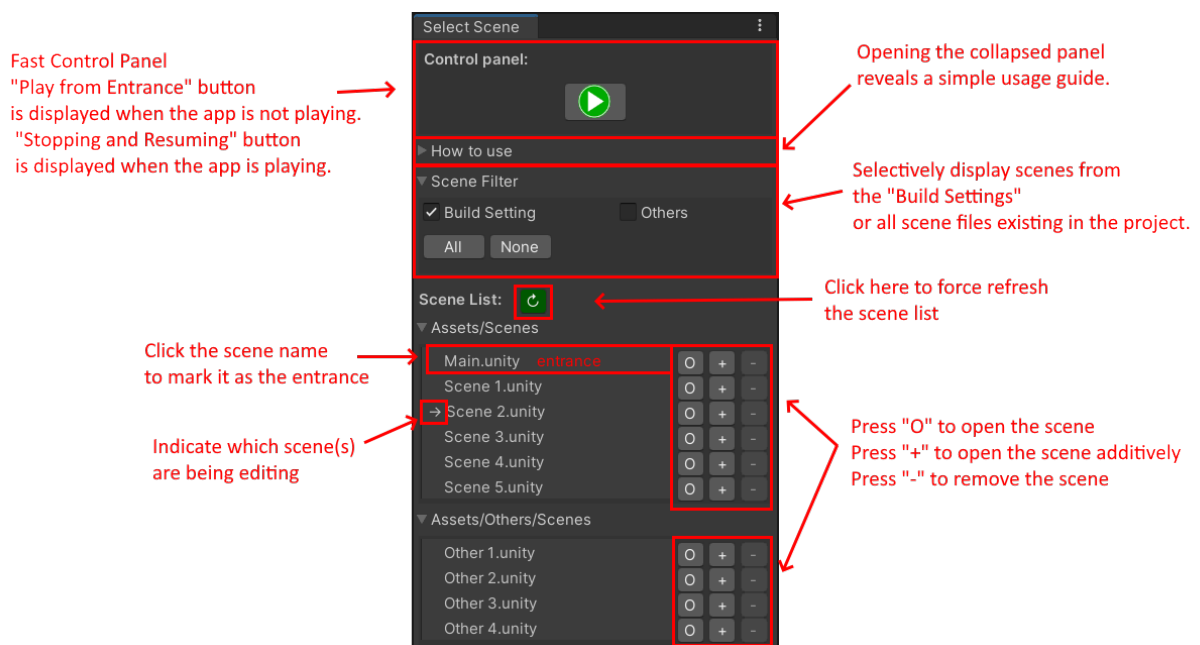 Select Scene
Control panel:
Fast Control Panel
"Play from Entrance" button
is displayed when the app is not playing.
"Stopping and Resuming" button
is displayed when the app is playing.
Opening the collapsed panel
reveals a simple usage guide.
How to use
Scene Filter
Build Setting
Others
All
None
Selectively display scenes from
the "Build Settings"
or all scene files existing in the project.
Scene List:
Click here to force refresh
the scene list
Assets/Scenes
Click the scene name
to mark it as the entrance
Main.unity entrance O + -
Scene 1.unity O + -
Scene 2.unity O + -
Scene 3.unity O + -
Scene 4.unity O + -
Scene 5.unity O + -
Indicate which scene(s)
are being editing
Press "O" to open the scene
Press "+" to open the scene additively
Press "-" to remove the scene
Assets/Others/Scenes
Other 1.unity O + -
Other 2.unity O + -
Other 3.unity O + -
Other 4.unity O + -